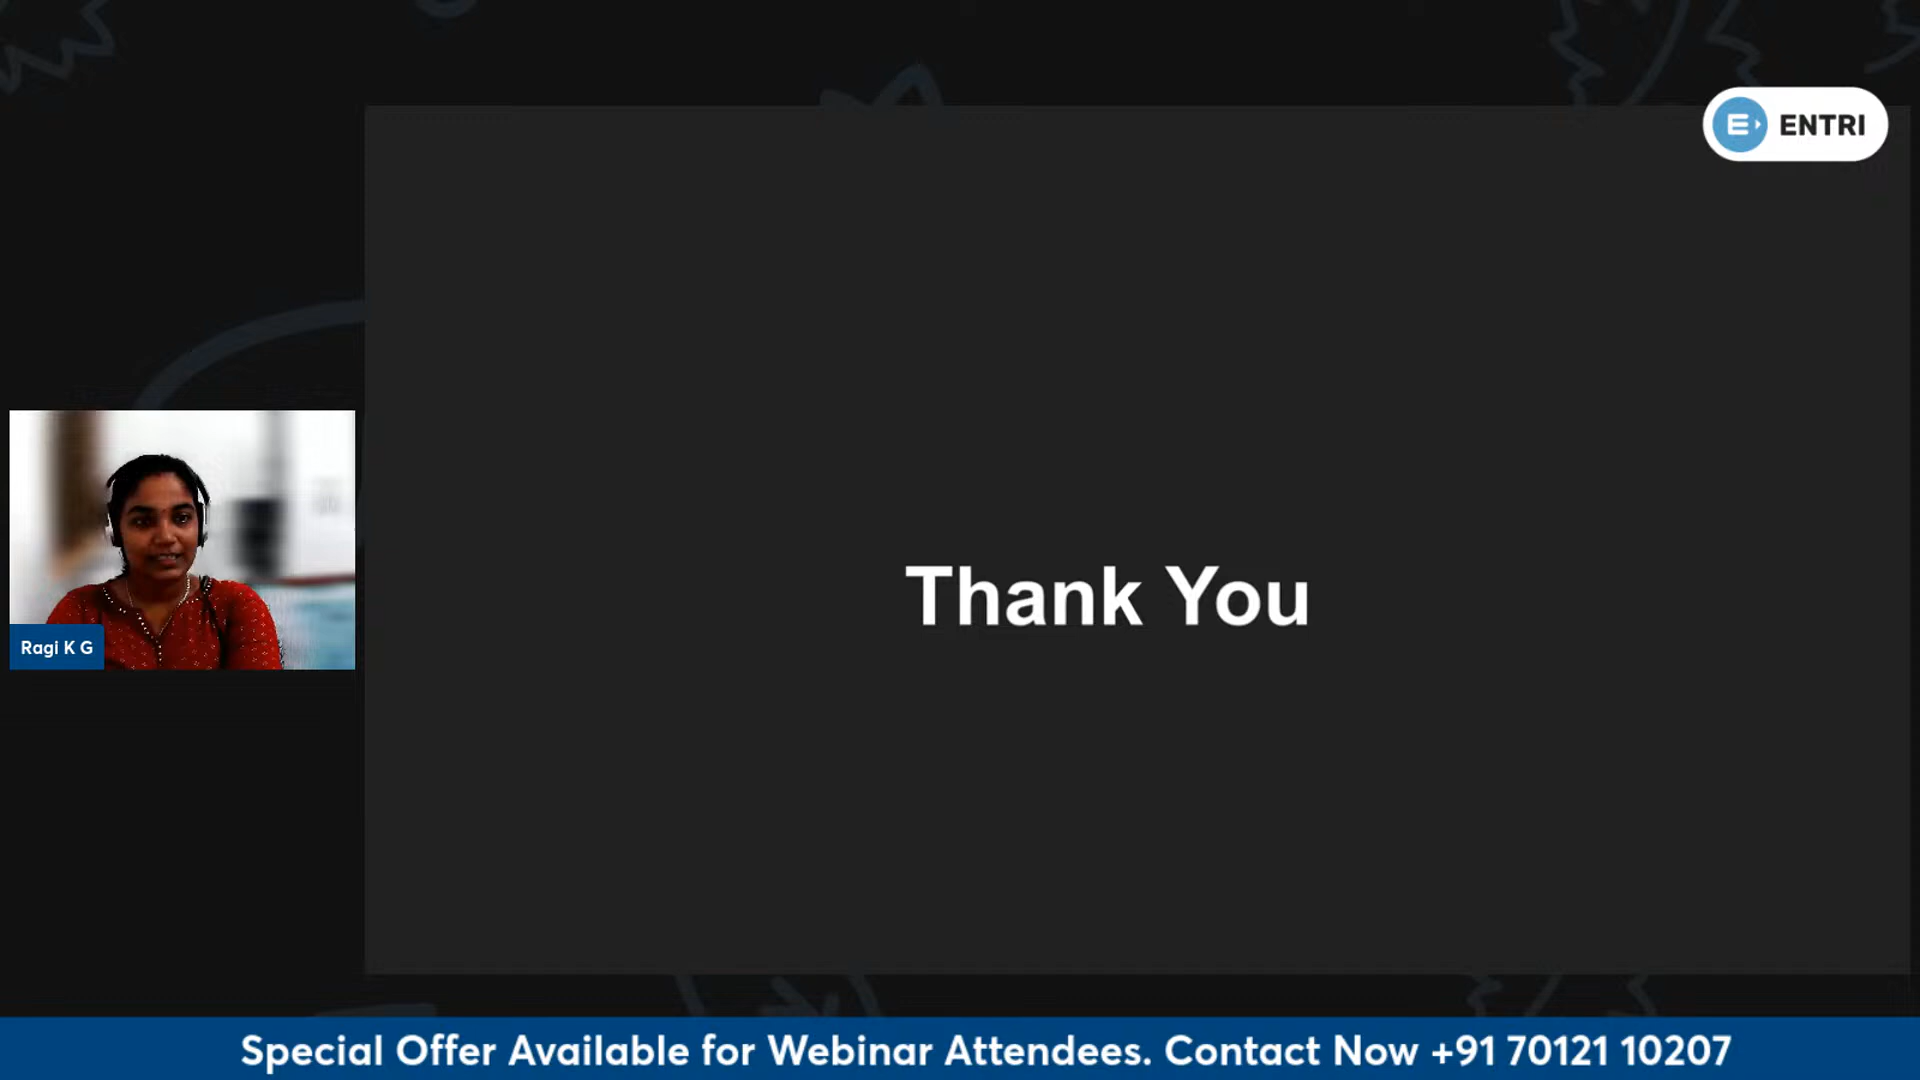 ENTRI
Thank You
Ragi K G
Special Offer Available for Webinar Attendees. Contact Now +91 70121 10207